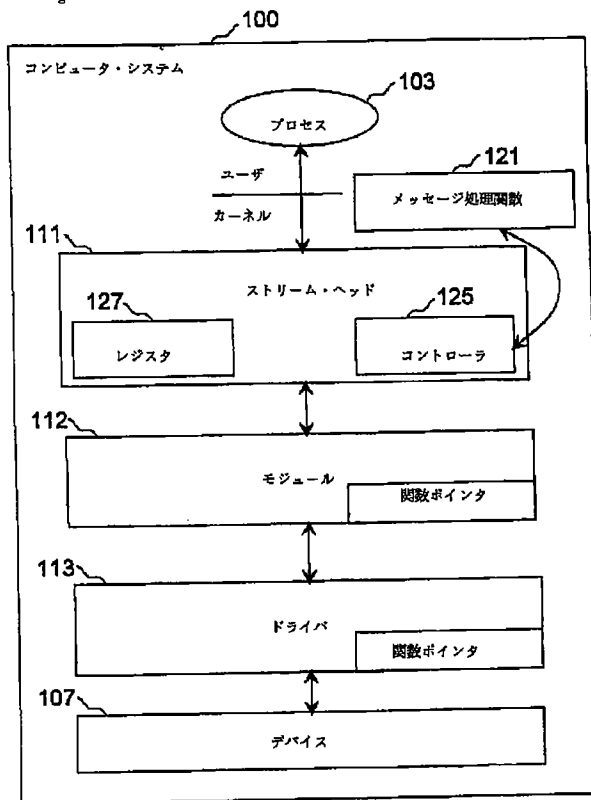 100
コンピュータ・システム
103
プロセス
121
ユーザ
メッセージ処理関数
カーネル
111
ストリーム・ヘッド
127
125
レジスタ
コントローラ
112
モジュール
関数ポインタ
113
ドライバ
関数ポインタ
107
デバイス